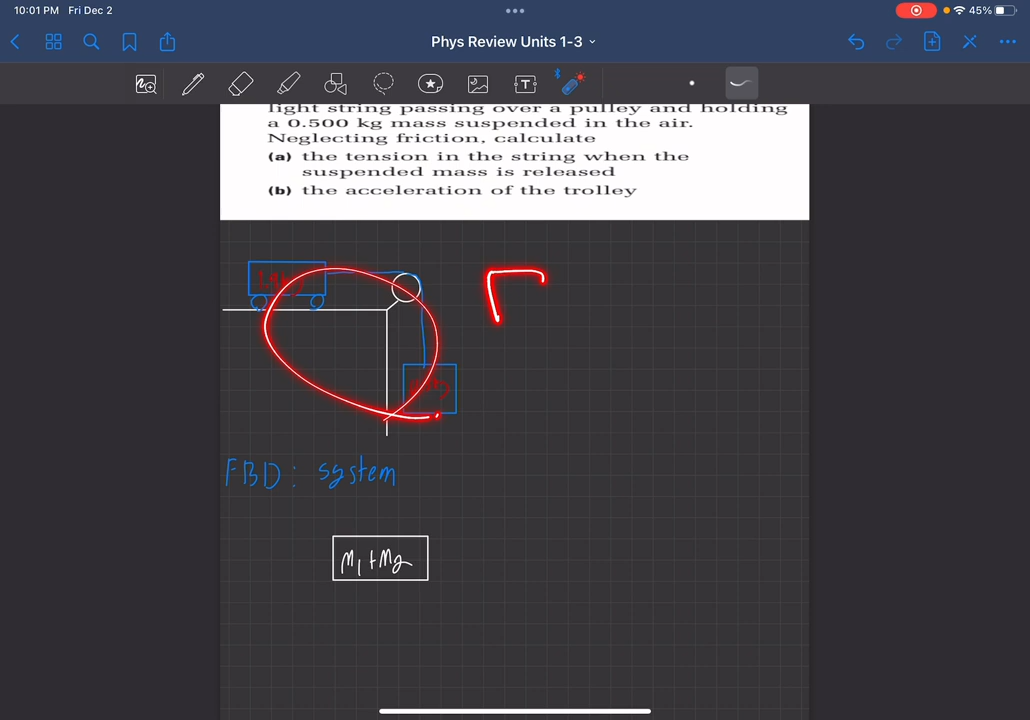 10:01 PM Fri Dec 2
45%
Phys Review Units 1-3
T
light string passing over a pulley and holding
a 0.500 kg mass suspended in the air.
Neglecting friction, calculate
(a) the tension in the string when the
suspended mass is released
(b) the acceleration of the trolley
FBD: system
M₁+M₂